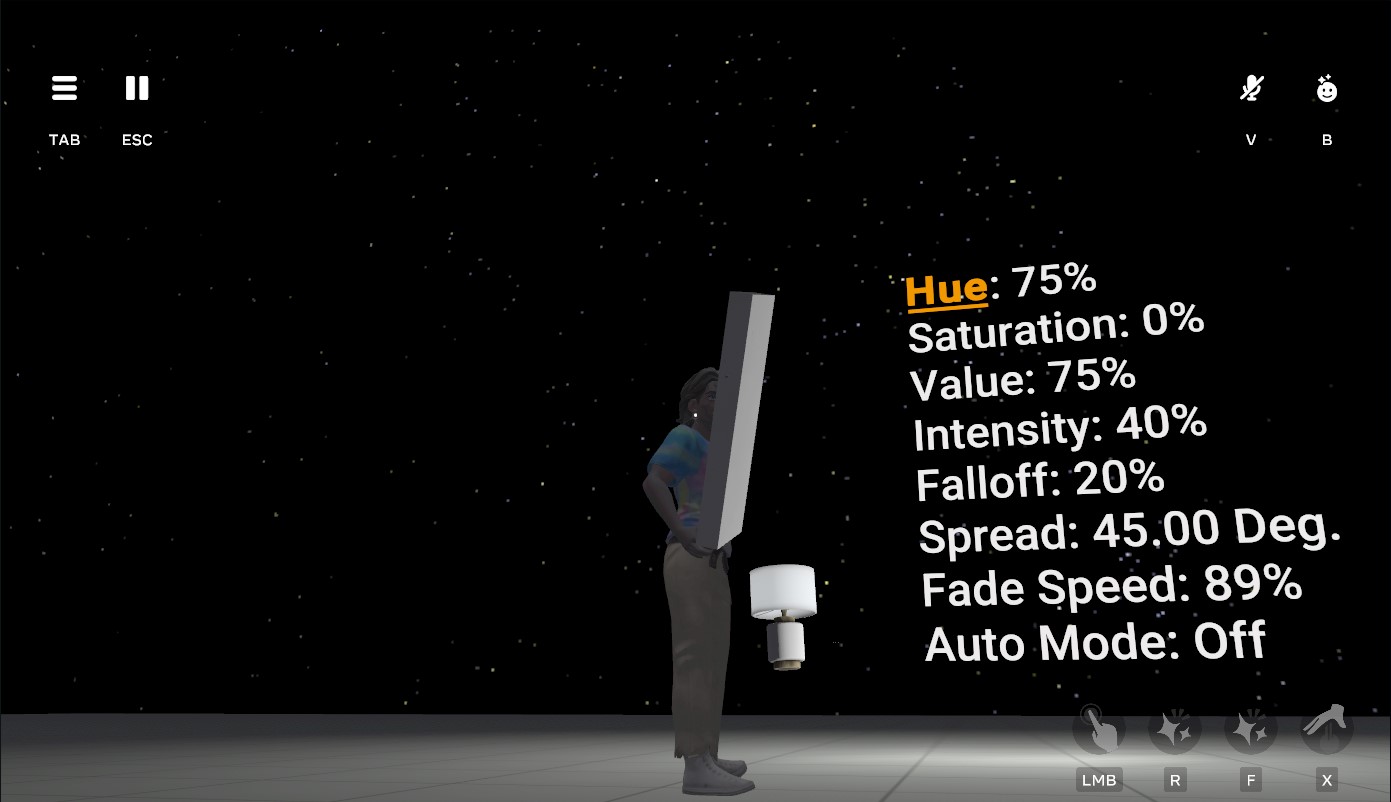 TAB ESC V B
Hue: 75%
Saturation: 0%
Value: 75%
Intensity: 40%
Falloff: 20%
Spread: 45.00 Deg.
Fade Speed: 89%
Auto Mode: Off
LMB R F X